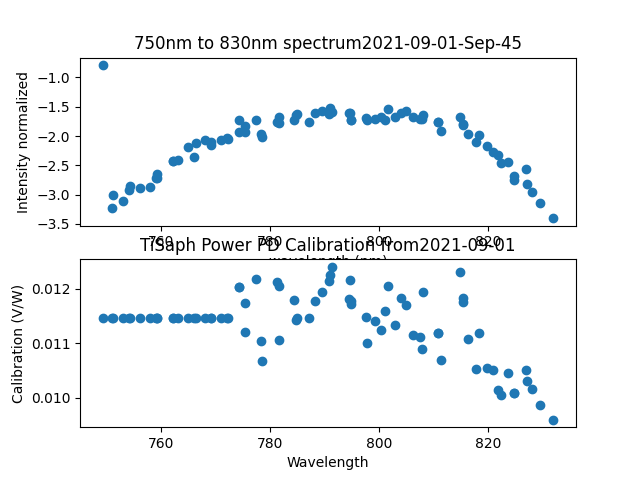 750nm to 830nm spectrum2021-09-01-Sep-45
Intensity normalized
−1.0
−1.5
−2.0
−2.5
−3.0
−3.5
760 780 800 820
wavelength (nm)
TiSaph Power PD Calibration from2021-09-01
Calibration (V/W)
0.012
0.011
0.010
760 780 800 820
Wavelength